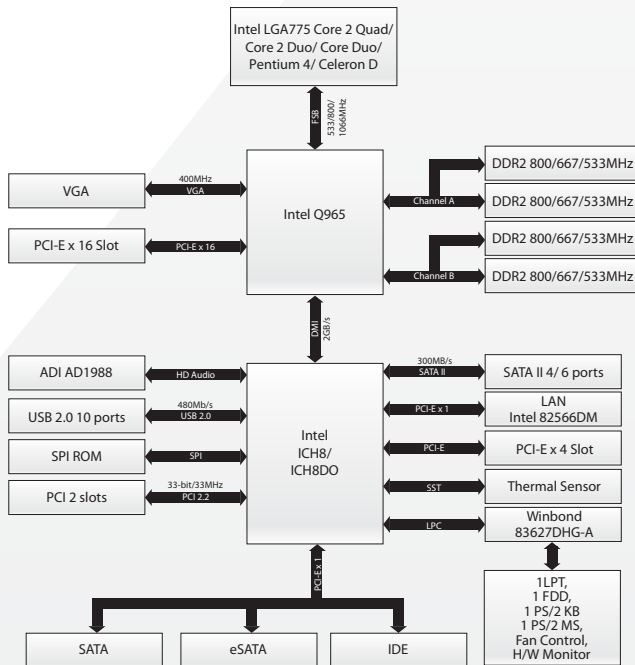 Intel LGA775 Core 2 Quad/
Core 2 Duo/ Core Duo/
Pentium 4/ Celeron D
FSB
533/800/
1066MHz
VGA
400MHz
VGA
PCI-E x 16 Slot
PCI-E x 16
Intel Q965
Channel A
DDR2 800/667/533MHz
DDR2 800/667/533MHz
Channel B
DDR2 800/667/533MHz
DDR2 800/667/533MHz
DMI
2GB/s
ADI AD1988
HD Audio
USB 2.0 10 ports
480Mb/s
USB 2.0
SPI ROM
SPI
PCI 2 slots
33-bit/33MHz
PCI 2.2
Intel
ICH8/
ICH8DO
300MB/s
SATA II
SATA II 4/ 6 ports
PCI-E x 1
LAN
Intel 82566DM
PCI-E
PCI-E x 4 Slot
SST
Thermal Sensor
LPC
Winbond
83627DHG-A
1LPT,
1 FDD,
1 PS/2 KB
1 PS/2 MS,
Fan Control,
H/W Monitor
PCI-E x 1
SATA
eSATA
IDE